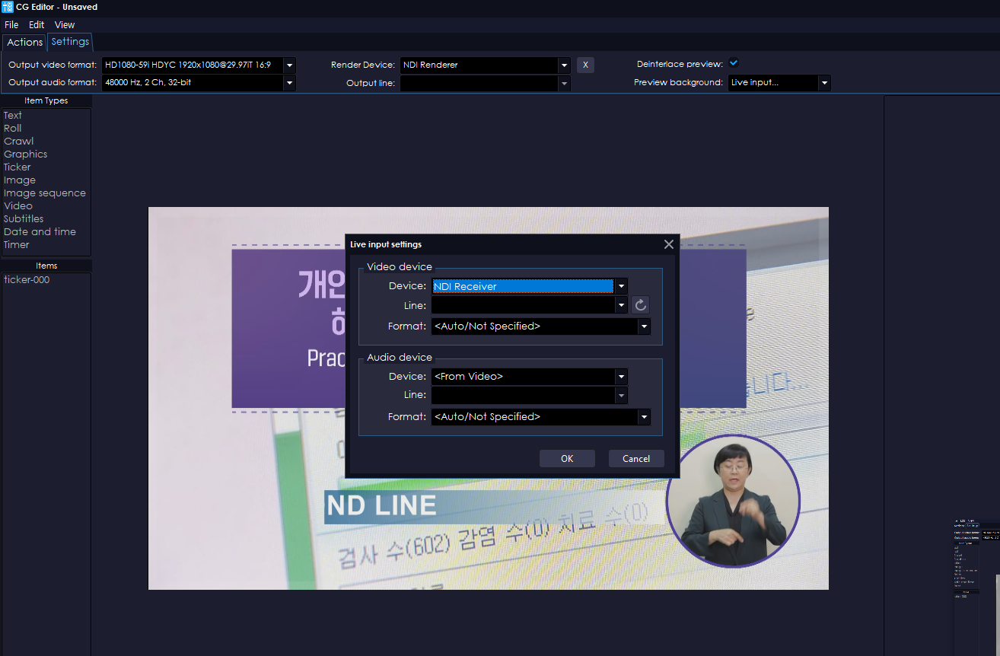 CG Editor - Unsaved
File Edit View
Actions Settings
Output video format: HD1080-59i HDYC 1920x1080@29.97iT 16:9
Render Device: NDI Renderer X
Deinterlace preview:
Output audio format: 48000 Hz, 2 Ch, 32-bit
Output line:
Preview background: Live input...
Item Types
Text
Roll
Crawl
Graphics
Ticker
Image
Image sequence
Video
Subtitles
Date and time
Timer
Items
ticker-000
Live input settings
Video device
Device: NDI Receiver
Line:
Format: <Auto/Not Specified>
Audio device
Device: <From Video>
Line:
Format: <Auto/Not Specified>
OK Cancel
개인
Prac
습니다...
ND LINE
검사 수(602) 감염 수(0) 치료 수(0)